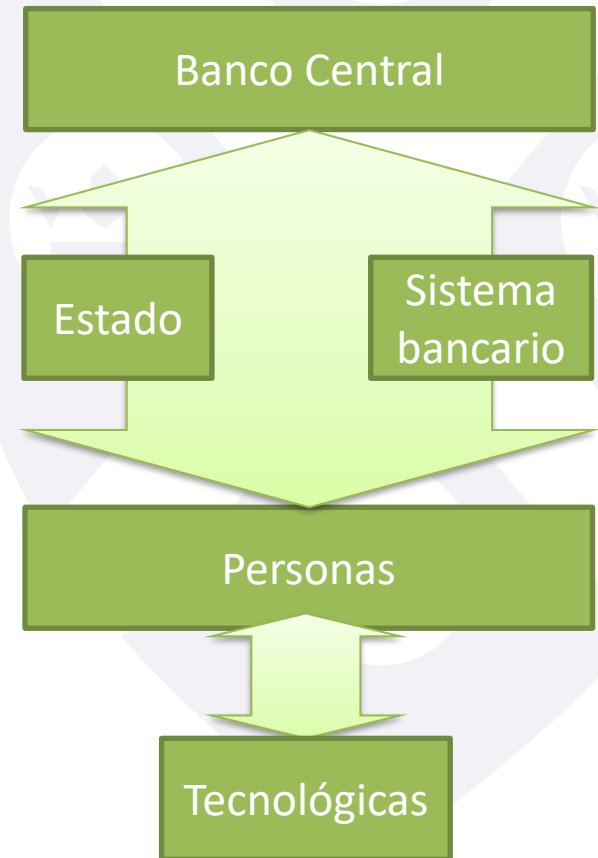 Banco Central
Estado
Sistema
bancario
Personas
Tecnológicas